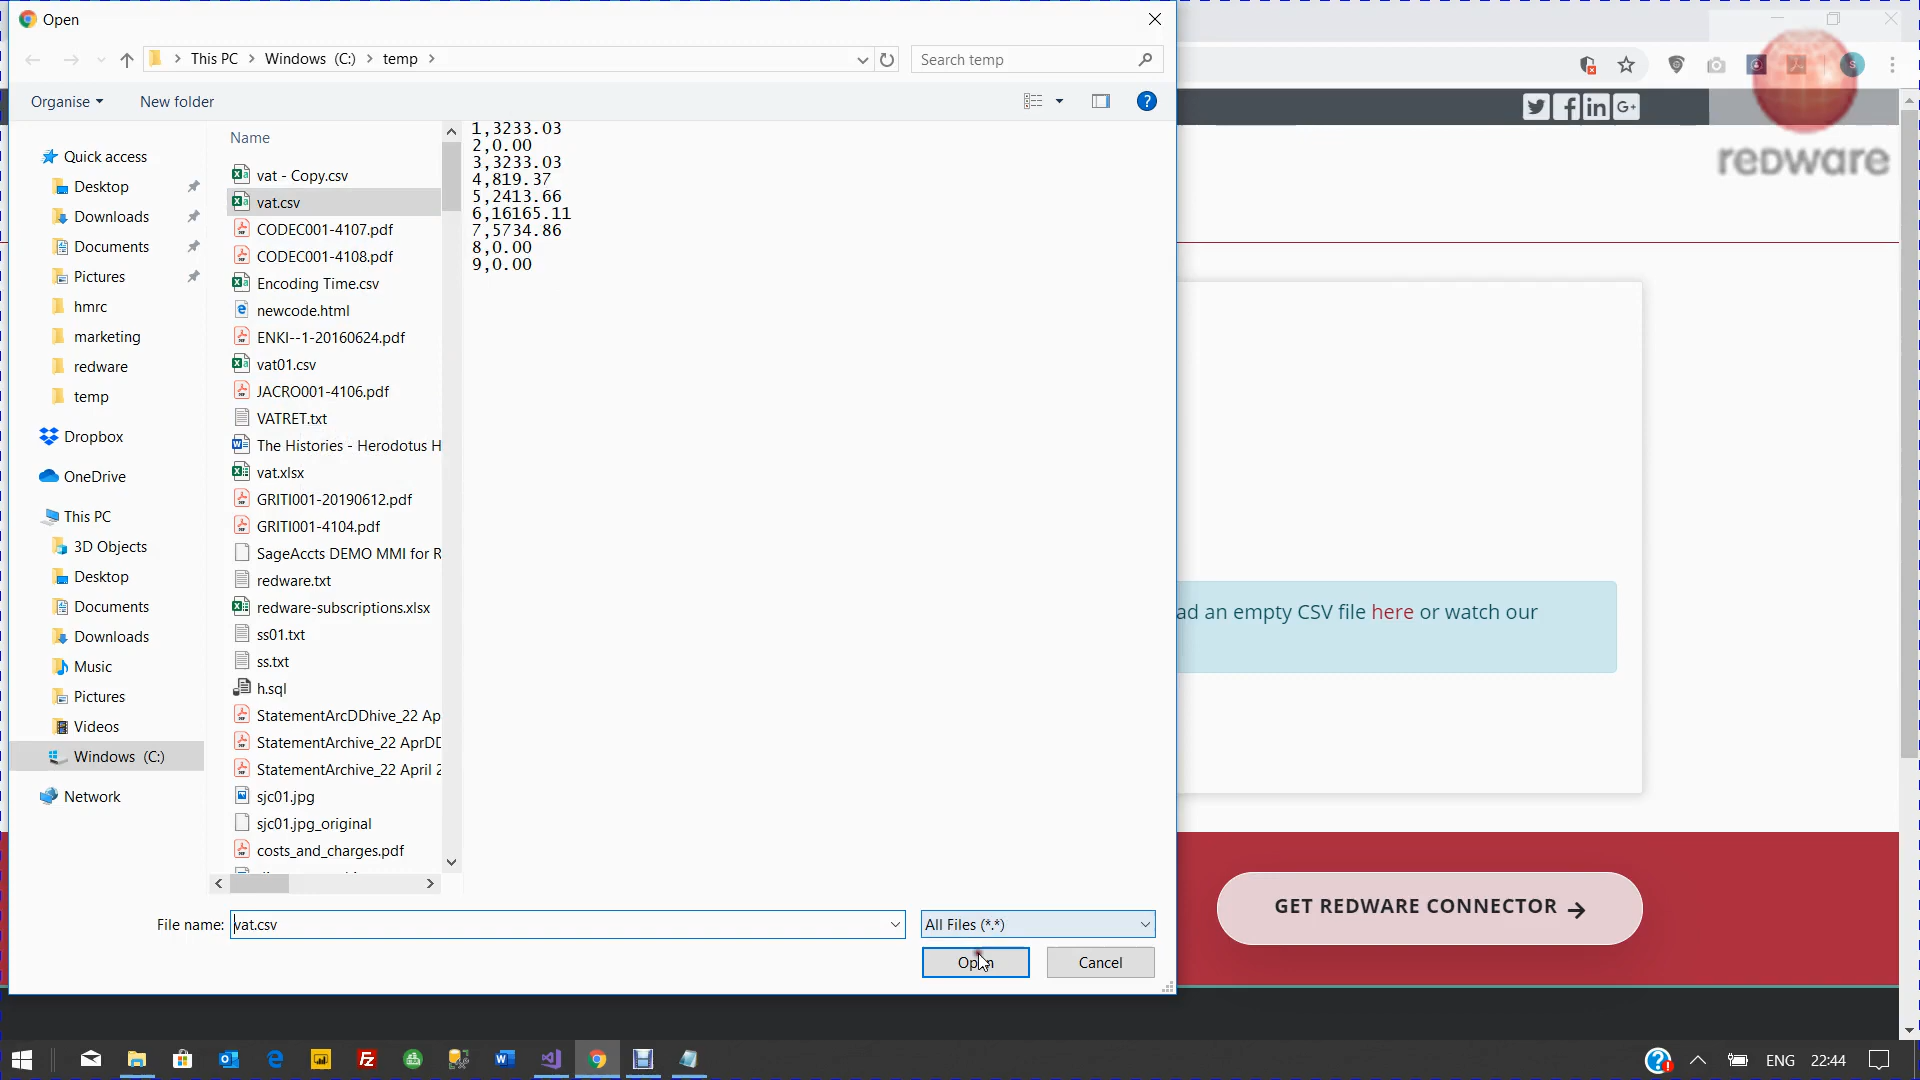 Open
This PC
Windows (C:)
temp
Search temp
Organise
New folder
?
Name
Quick access
Desktop
Downloads
Documents
Pictures
hmrc
marketing
redware
temp
Dropbox
OneDrive
This PC
3D Objects
Desktop
Documents
Downloads
Music
Pictures
Videos
Windows (C:)
Network
vat - Copy.csv
vat.csv
CODEC001-4107.pdf
CODEC001-4108.pdf
Encoding Time.csv
newcode.html
ENKI--1-20160624.pdf
vat01.csv
JACRO001-4106.pdf
VATRET.txt
The Histories - Herodotus H
vat.xlsx
GRITI001-20190612.pdf
GRITI001-4104.pdf
SageAccts DEMO MMI for R
redware.txt
redware-subscriptions.xlsx
ss01.txt
ss.txt
h.sql
StatementArcDDhive_22 Ap
StatementArchive_22 AprDD
StatementArchive_22 April 2
sjc01.jpg
sjc01.jpg_original
costs_and_charges.pdf
1,3233.03
2,0.00
3,3233.03
4,819.37
5,2413.66
6,16165.11
7,5734.86
8,0.00
9,0.00
File name:
vat.csv
All Files (*.*)
Open
Cancel
S
redware
ad an empty CSV file here or watch our
GET REDWARE CONNECTOR
ENG
22:44